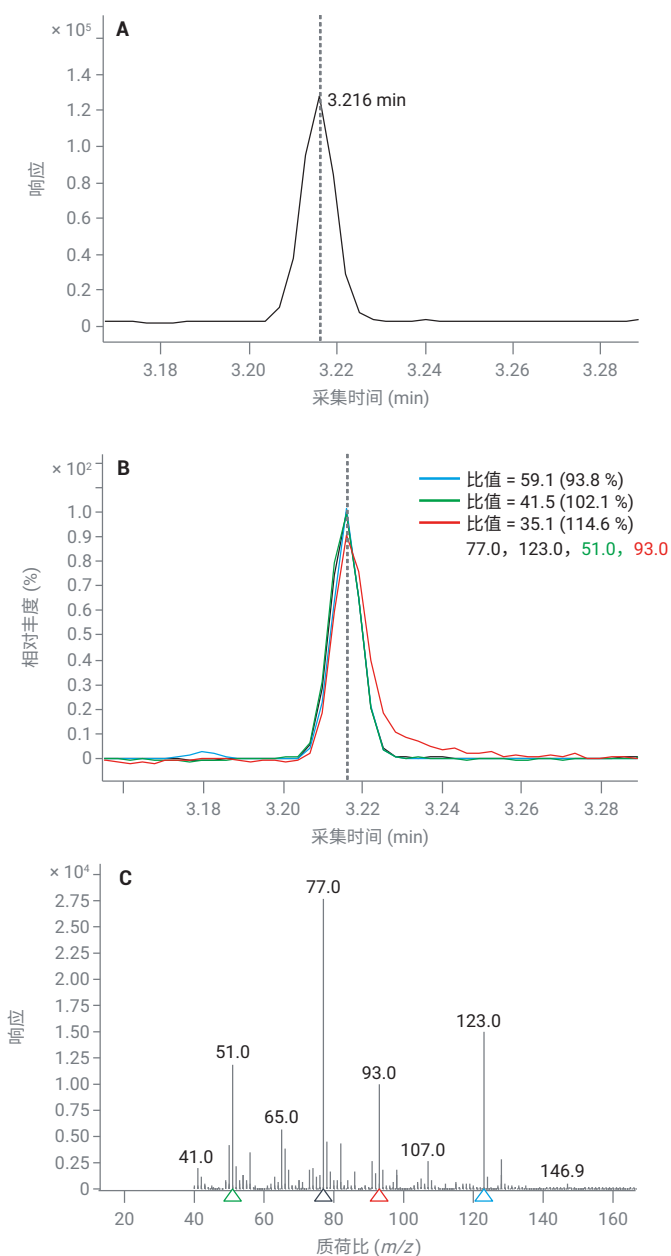 × 10⁵
A
1.4
1.2
1.0
0.8
0.6
0.4
0.2
0
响应
3.216 min
3.18 3.20 3.22 3.24 3.26 3.28
采集时间 (min)
× 10²
B
1.0
0.9
0.8
0.7
0.6
0.5
0.4
0.3
0.2
0.1
0
相对丰度 (%)
比值 = 59.1 (93.8 %)
比值 = 41.5 (102.1 %)
比值 = 35.1 (114.6 %)
77.0，123.0，51.0，93.0
3.18 3.20 3.22 3.24 3.26 3.28
采集时间 (min)
× 10⁴
C
2.75
2.50
2.25
2.00
1.75
1.50
1.25
1.00
0.75
0.50
0.25
0
响应
77.0
123.0
51.0
93.0
65.0
41.0
107.0
146.9
20 40 60 80 100 120 140 160
质荷比 (m/z)